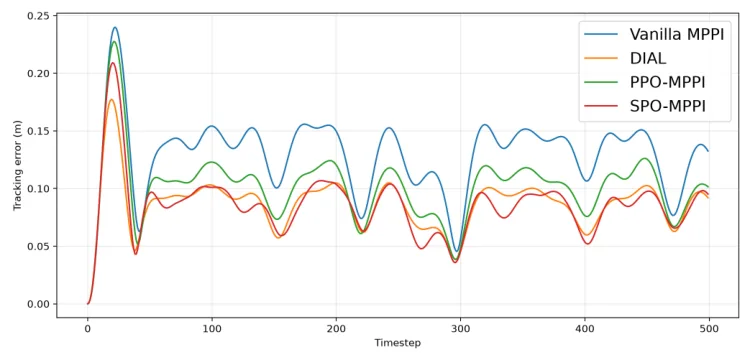 0.25
0.20
0.15
0.10
0.05
0.00
Tracking error (m)
Vanilla MPPI
DIAL
PPO-MPPI
SPO-MPPI
0 100 200 300 400 500
Timestep